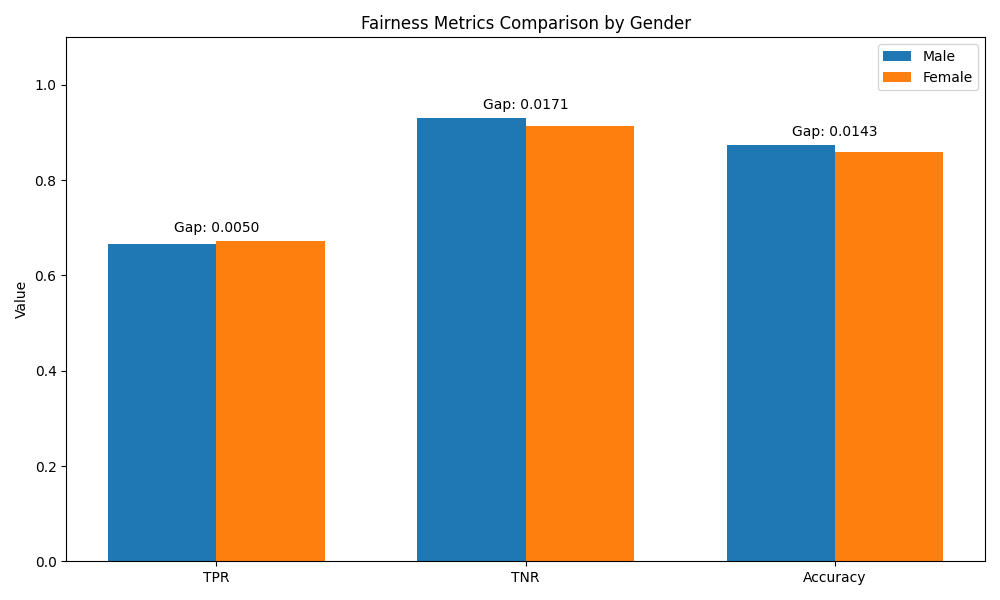 Fairness Metrics Comparison by Gender
Male
Female
Gap: 0.0050
Gap: 0.0171
Gap: 0.0143
Value
1.0
0.8
0.6
0.4
0.2
0.0
TPR
TNR
Accuracy